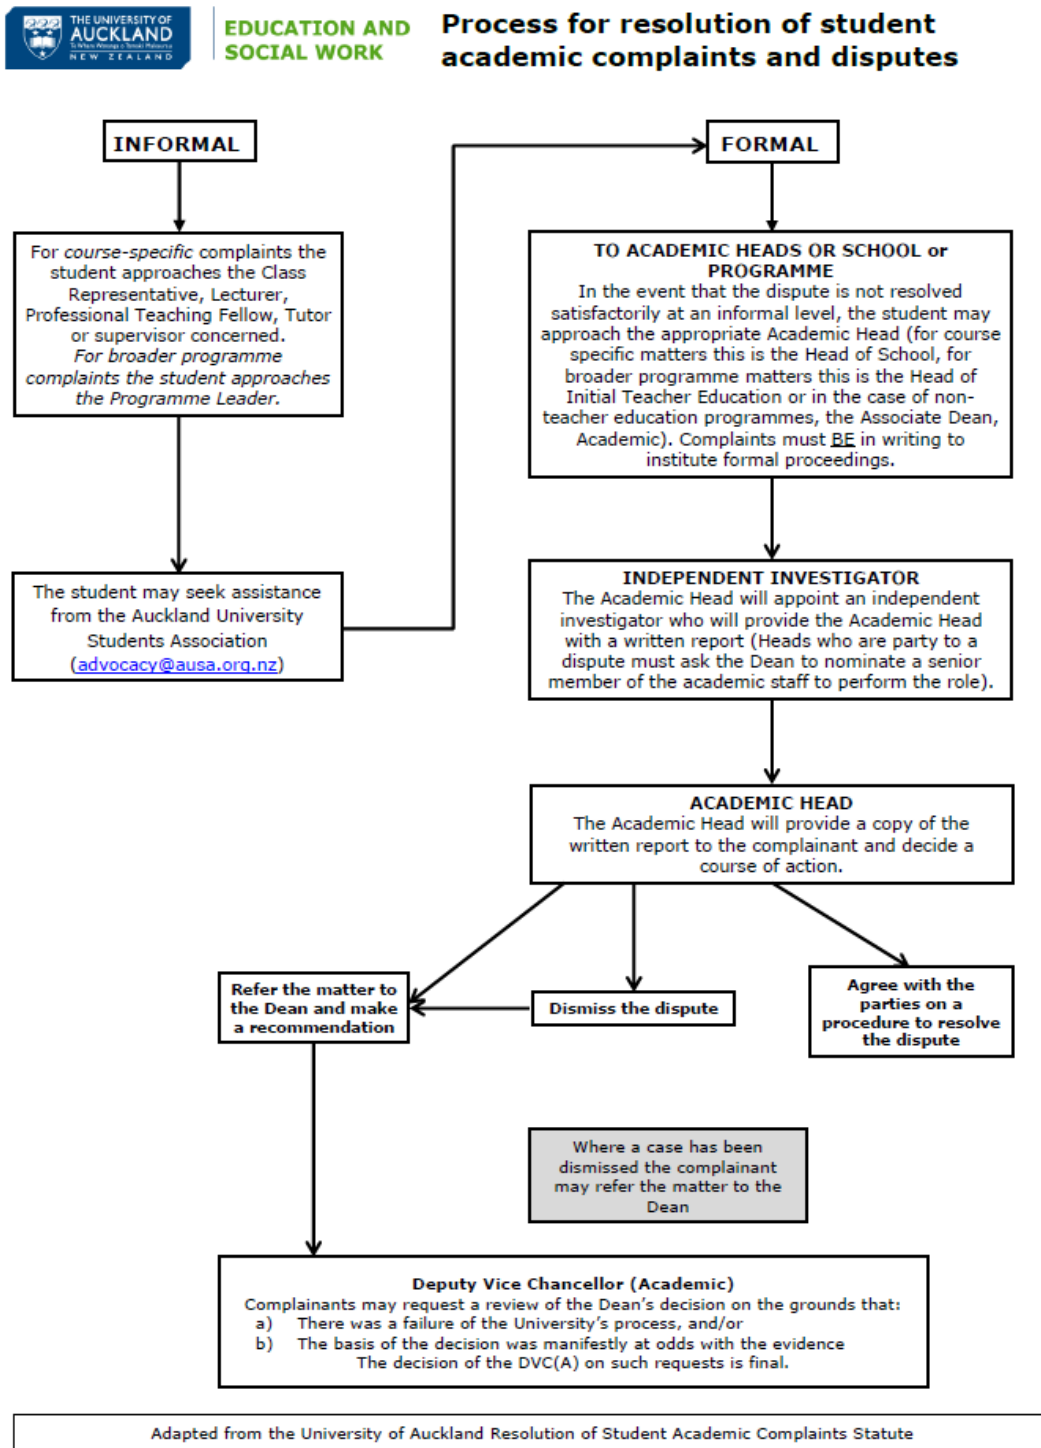 THE UNIVERSITY OF
AUCKLAND
Te Whare Wānanga o Tāmaki Makaurau
NEW ZEALAND
EDUCATION AND
SOCIAL WORK
Process for resolution of student
academic complaints and disputes
INFORMAL
For course-specific complaints the
student approaches the Class
Representative, Lecturer,
Professional Teaching Fellow, Tutor
or supervisor concerned.
For broader programme
complaints the student approaches
the Programme Leader.
The student may seek assistance
from the Auckland University
Students Association
(advocacy@ausa.org.nz)
FORMAL
TO ACADEMIC HEADS OR SCHOOL or
PROGRAMME
In the event that the dispute is not resolved
satisfactorily at an informal level, the student may
approach the appropriate Academic Head (for course
specific matters this is the Head of School, for
broader programme matters this is the Head of
Initial Teacher Education or in the case of non-
teacher education programmes, the Associate Dean,
Academic). Complaints must BE in writing to
institute formal proceedings.
INDEPENDENT INVESTIGATOR
The Academic Head will appoint an independent
investigator who will provide the Academic Head
with a written report (Heads who are party to a
dispute must ask the Dean to nominate a senior
member of the academic staff to perform the role).
ACADEMIC HEAD
The Academic Head will provide a copy of the
written report to the complainant and decide a
course of action.
Refer the matter to
the Dean and make
a recommendation
Dismiss the dispute
Agree with the
parties on a
procedure to resolve
the dispute
Where a case has been
dismissed the complainant
may refer the matter to the
Dean
Deputy Vice Chancellor (Academic)
Complainants may request a review of the Dean's decision on the grounds that:
a) There was a failure of the University's process, and/or
b) The basis of the decision was manifestly at odds with the evidence
The decision of the DVC(A) on such requests is final.
Adapted from the University of Auckland Resolution of Student Academic Complaints Statute